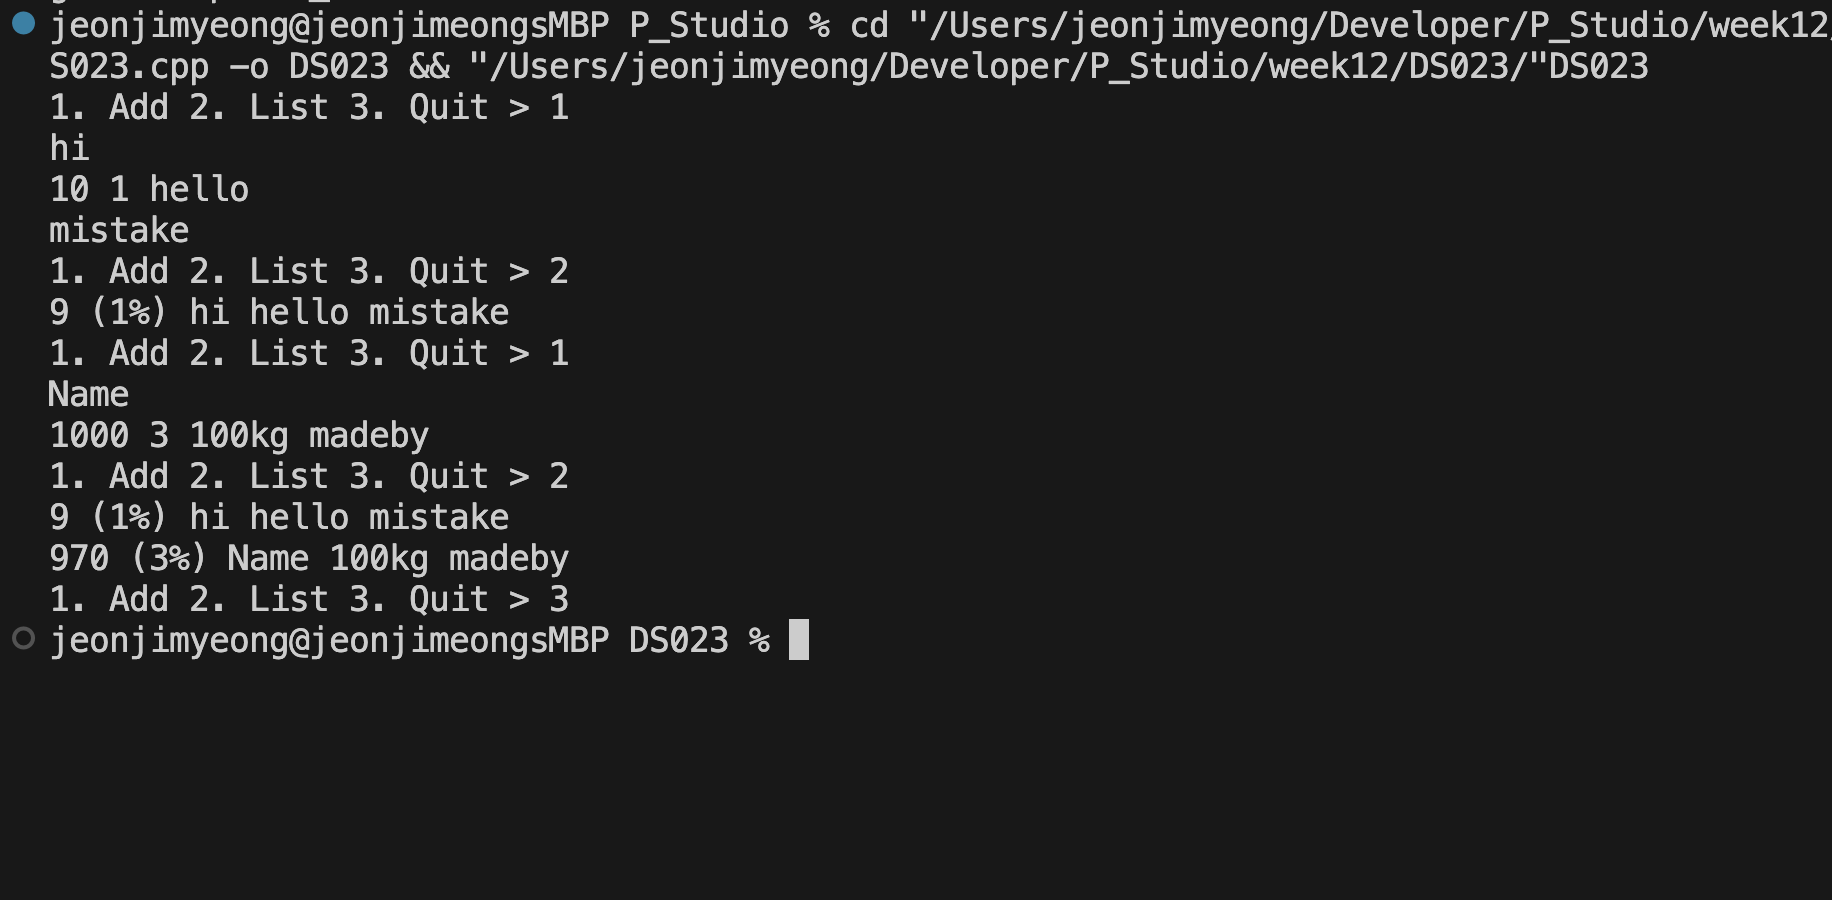 jeonjimyeong@jeonjimeongsMBP P_Studio % cd "/Users/jeonjimyeong/Developer/P_Studio/week12/
S023.cpp -o DS023 && "/Users/jeonjimyeong/Developer/P_Studio/week12/DS023/"DS023
1. Add 2. List 3. Quit > 1
hi
10 1 hello
mistake
1. Add 2. List 3. Quit > 2
9 (1%) hi hello mistake
1. Add 2. List 3. Quit > 1
Name
1000 3 100kg madeby
1. Add 2. List 3. Quit > 2
9 (1%) hi hello mistake
970 (3%) Name 100kg madeby
1. Add 2. List 3. Quit > 3
jeonjimyeong@jeonjimeongsMBP DS023 %